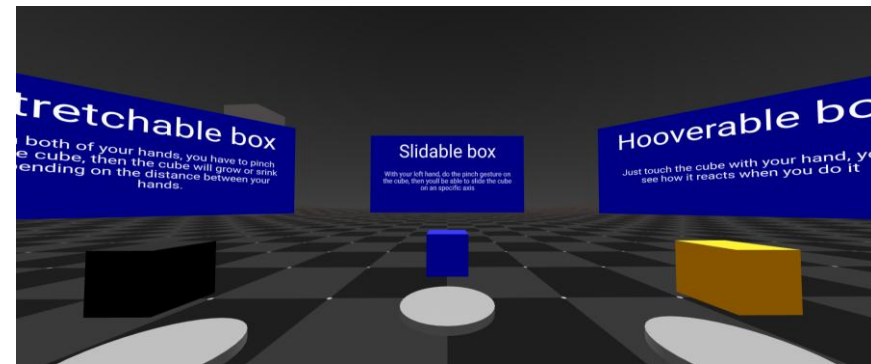 tretchable box
both of your hands, you have to pinch
e cube, then the cube will grow or srink
pending on the distance between your
hands.
Slidable box
With your left hand, do the pinch gesture on
the cube, then youll be able to slide the cube
on an specific axis
Hooverable bo
Just touch the cube with your hand, y
see how it reacts when you do it